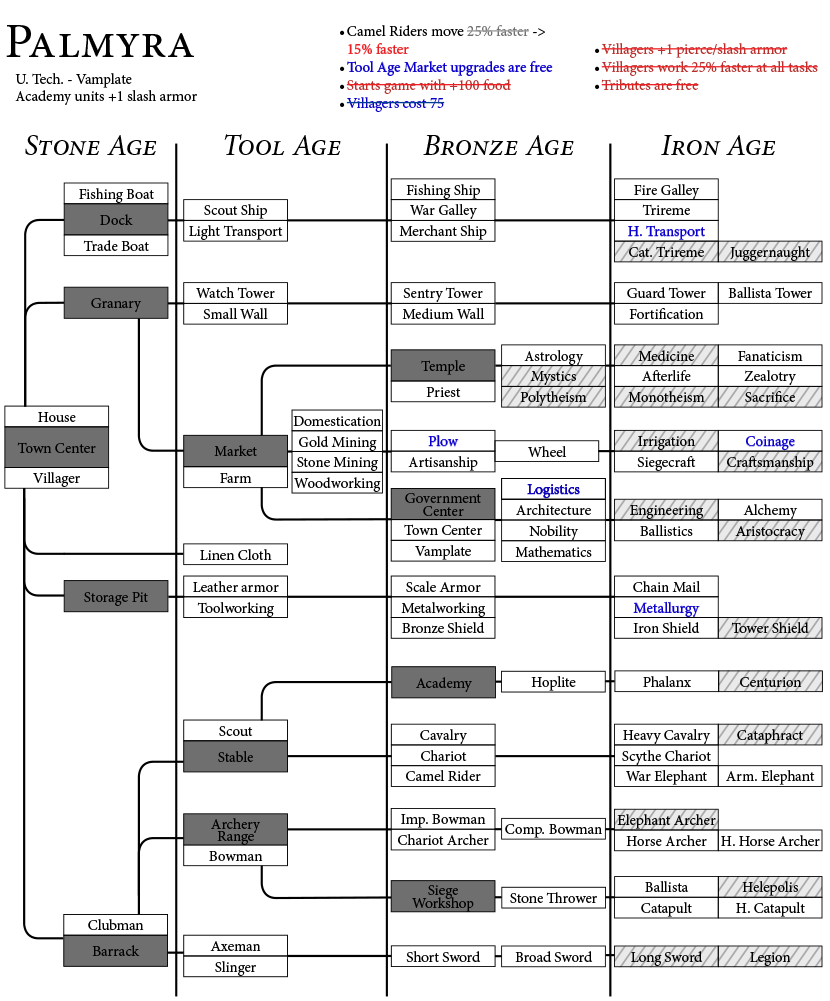 PALMYRA
U. Tech. - Vamplate
Academy units +1 slash armor
• Camel Riders move 25% faster ->
15% faster
• Tool Age Market upgrades are free
• Starts game with +100 food
• Villagers cost 75
• Villagers +1 pierce/slash armor
• Villagers work 25% faster at all tasks
• Tributes are free
STONE AGE
TOOL AGE
BRONZE AGE
IRON AGE
Fishing Boat
Dock
Trade Boat
Scout Ship
Light Transport
Fishing Ship
War Galley
Merchant Ship
Fire Galley
Trireme
H. Transport
Cat. Trireme
Juggernaught
Granary
Watch Tower
Small Wall
Sentry Tower
Medium Wall
Guard Tower
Ballista Tower
Fortification
Temple
Priest
Astrology
Mystics
Polytheism
Medicine
Fanaticism
Afterlife
Zealotry
Monotheism
Sacrifice
House
Town Center
Villager
Market
Farm
Domestication
Gold Mining
Stone Mining
Woodworking
Plow
Artisanship
Wheel
Irrigation
Coinage
Siegecraft
Craftsmanship
Government
Center
Town Center
Vamplate
Logistics
Architecture
Nobility
Mathematics
Engineering
Alchemy
Ballistics
Aristocracy
Linen Cloth
Storage Pit
Leather armor
Toolworking
Scale Armor
Metalworking
Bronze Shield
Chain Mail
Metallurgy
Iron Shield
Tower Shield
Academy
Hoplite
Phalanx
Centurion
Scout
Stable
Cavalry
Chariot
Camel Rider
Heavy Cavalry
Cataphract
Scythe Chariot
War Elephant
Arm. Elephant
Archery
Range
Bowman
Imp. Bowman
Chariot Archer
Comp. Bowman
Elephant Archer
Horse Archer
H. Horse Archer
Siege
Workshop
Stone Thrower
Ballista
Helepolis
Catapult
H. Catapult
Clubman
Barrack
Axeman
Slinger
Short Sword
Broad Sword
Long Sword
Legion